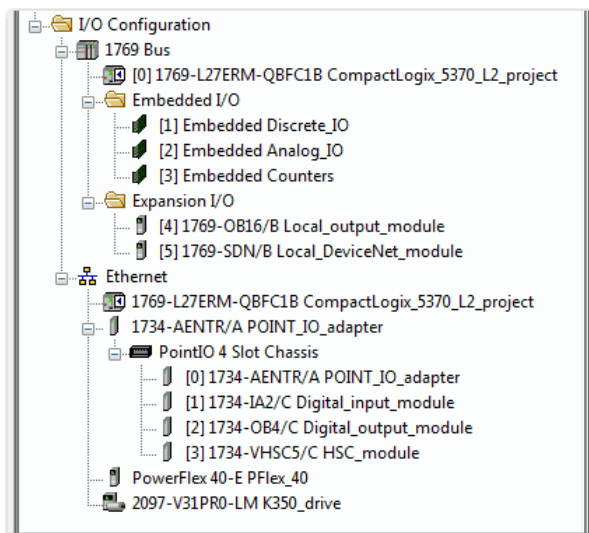 I/O Configuration
1769 Bus
[0] 1769-L27ERM-QBFC1B CompactLogix_5370_L2_project
Embedded I/O
[1] Embedded Discrete_IO
[2] Embedded Analog_IO
[3] Embedded Counters
Expansion I/O
[4] 1769-OB16/B Local_output_module
[5] 1769-SDN/B Local_DeviceNet_module
Ethernet
1769-L27ERM-QBFC1B CompactLogix_5370_L2_project
1734-AENTR/A POINT_IO_adapter
PointIO 4 Slot Chassis
[0] 1734-AENTR/A POINT_IO_adapter
[1] 1734-IA2/C Digital_input_module
[2] 1734-OB4/C Digital_output_module
[3] 1734-VHSC5/C HSC_module
PowerFlex 40-E PFlex_40
2097-V31PR0-LM K350_drive